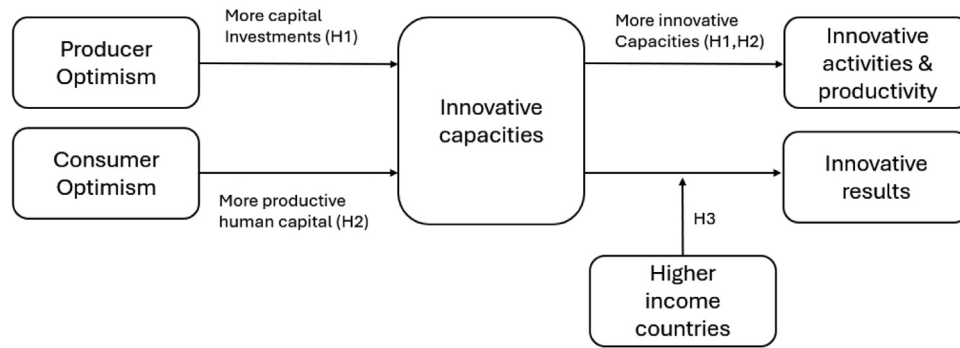 More capital
Investments (H1)
More innovative
Capacities (H1,H2)
Producer
Optimism
Innovative
activities &
productivity
Innovative
capacities
Consumer
Optimism
Innovative
results
More productive
human capital (H2)
H3
Higher
income
countries